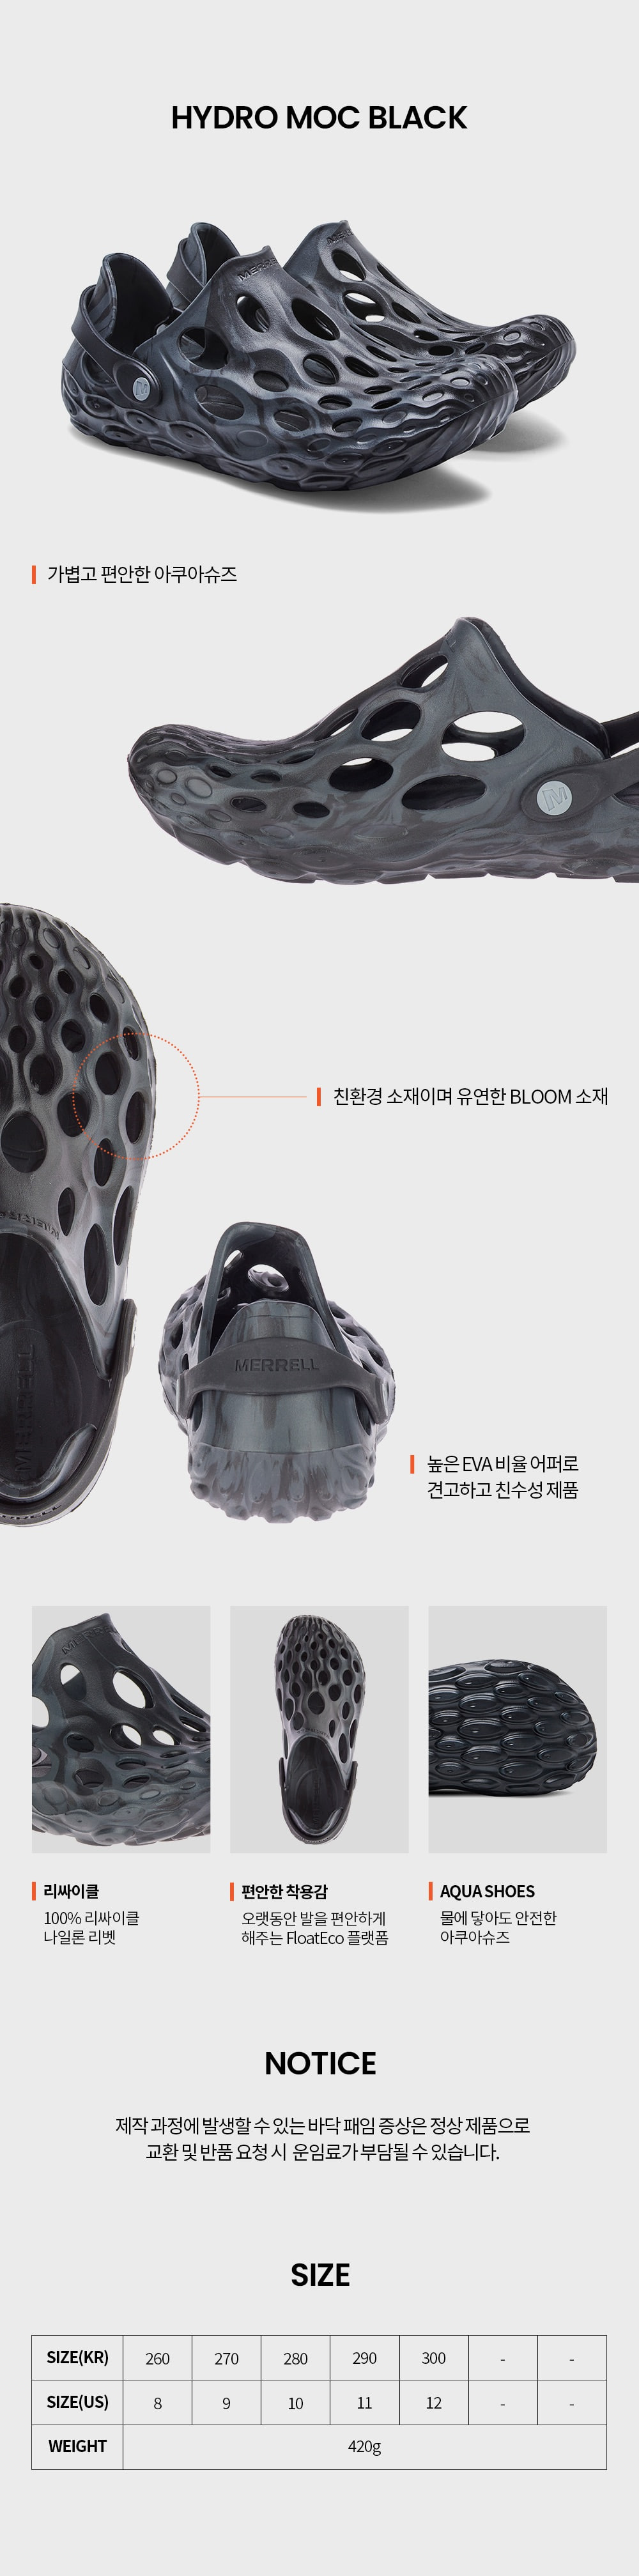 HYDRO MOC BLACK
MERRELL
가볍고 편안한 아쿠아슈즈
친환경 소재이며 유연한 BLOOM 소재
MERRELL
MERRELL
높은 EVA 비율 어퍼로
견고하고 친수성 제품
리싸이클
100% 리싸이클
나일론 리벳
편안한 착용감
오랫동안 발을 편안하게
해주는 FloatEco 플랫폼
AQUA SHOES
물에 닿아도 안전한
아쿠아슈즈
NOTICE
제작 과정에 발생할 수 있는 바닥 패임 증상은 정상 제품으로
교환 및 반품 요청 시 운임료가 부담될 수 있습니다.
SIZE
SIZE(KR) 260 270 280 290 300 - -
SIZE(US) 8 9 10 11 12 - -
WEIGHT 420g